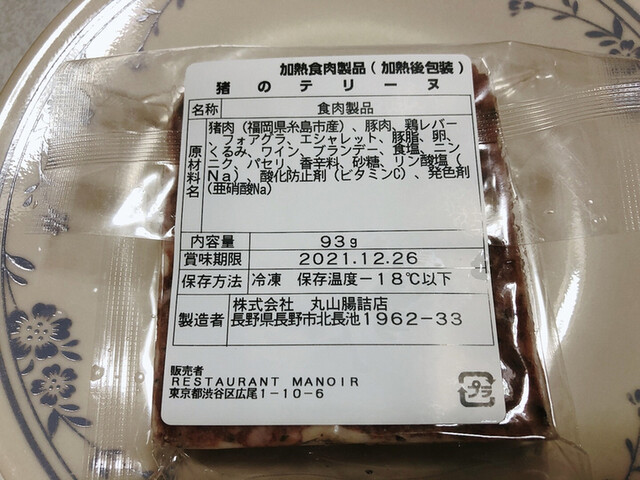 加熱食肉製品(加熱後包装)
猪のテリーヌ
名称 食肉製品
原材料名 猪肉(福岡県糸島市産)、豚肉、鶏レバー
、フォアグラ、エシャレット、豚脂、卵、
くるみ、ワイン、ブランデー、食塩、ニン
ニク、パセリ、香辛料、砂糖、リン酸塩(
Na)、酸化防止剤(ビタミンC)、発色剤
(亜硝酸Na)
内容量 93g
賞味期限 2021.12.26
保存方法 冷凍 保存温度-18℃以下
製造者 株式会社 丸山腸詰店
長野県長野市北長池1962-33
販売者
RESTAURANT MANOIR
東京都渋谷区広尾1-10-6
プラ